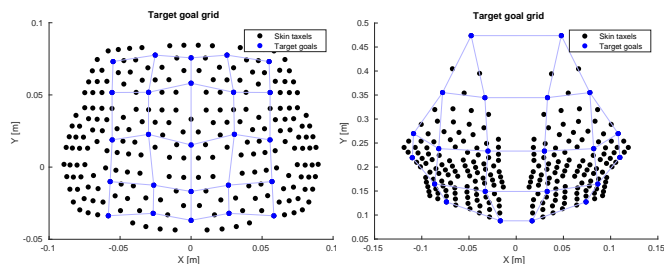 Target goal grid
Skin taxels
Target goals
Y [m]
0.1
0.05
0
-0.05
-0.1
-0.05
0
0.05
0.1
X [m]
Target goal grid
Skin taxels
Target goals
Y [m]
0.5
0.45
0.4
0.35
0.3
0.25
0.2
0.15
0.1
0.05
-0.15
-0.1
-0.05
0
0.05
0.1
0.15
X [m]